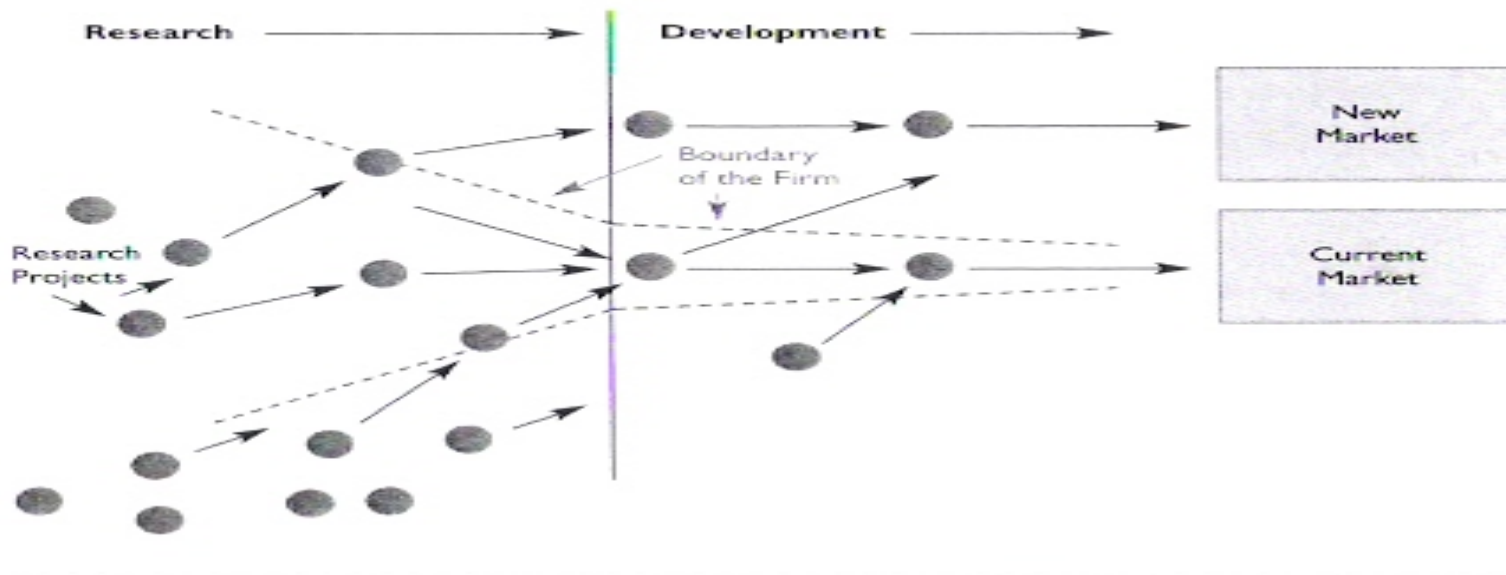 Research
Development
New
Market
Boundary
of the Firm
Research
Projects
Current
Market